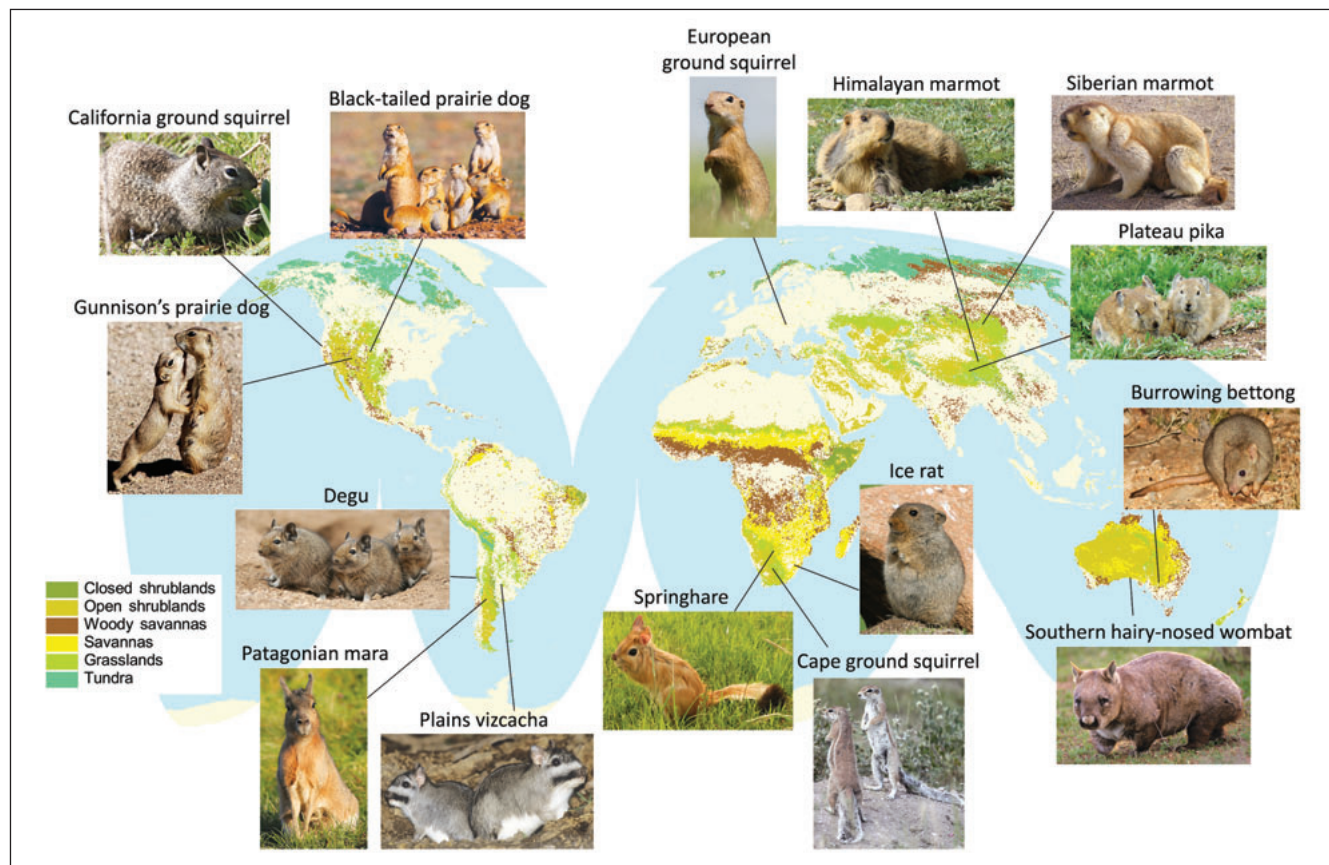 European
ground squirrel
Himalayan marmot
Siberian marmot
Black-tailed prairie dog
California ground squirrel
Plateau pika
Gunnison's prairie dog
Burrowing bettong
Ice rat
Degu
Closed shrublands
Open shrublands
Woody savannas
Savannas
Grasslands
Tundra
Springhare
Southern hairy-nosed wombat
Patagonian mara
Cape ground squirrel
Plains vizcacha